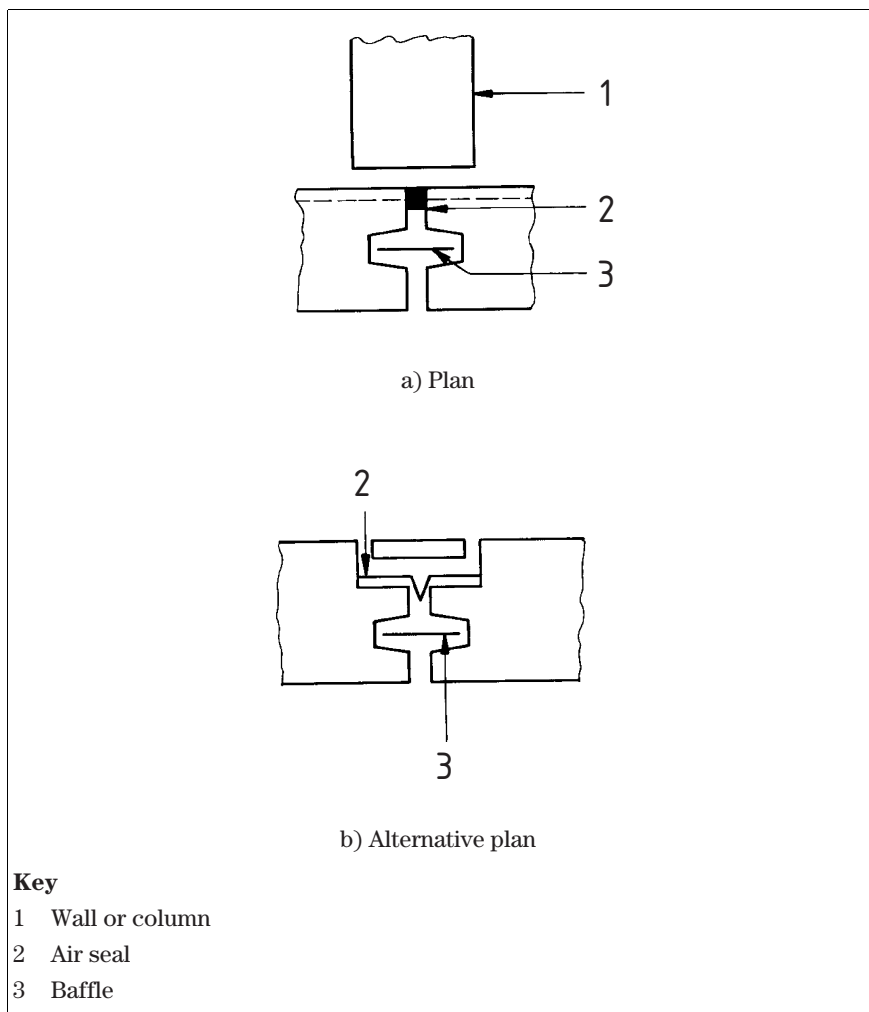 1
2
3
a) Plan
2
3
b) Alternative plan
Key
1 Wall or column
2 Air seal
3 Baffle